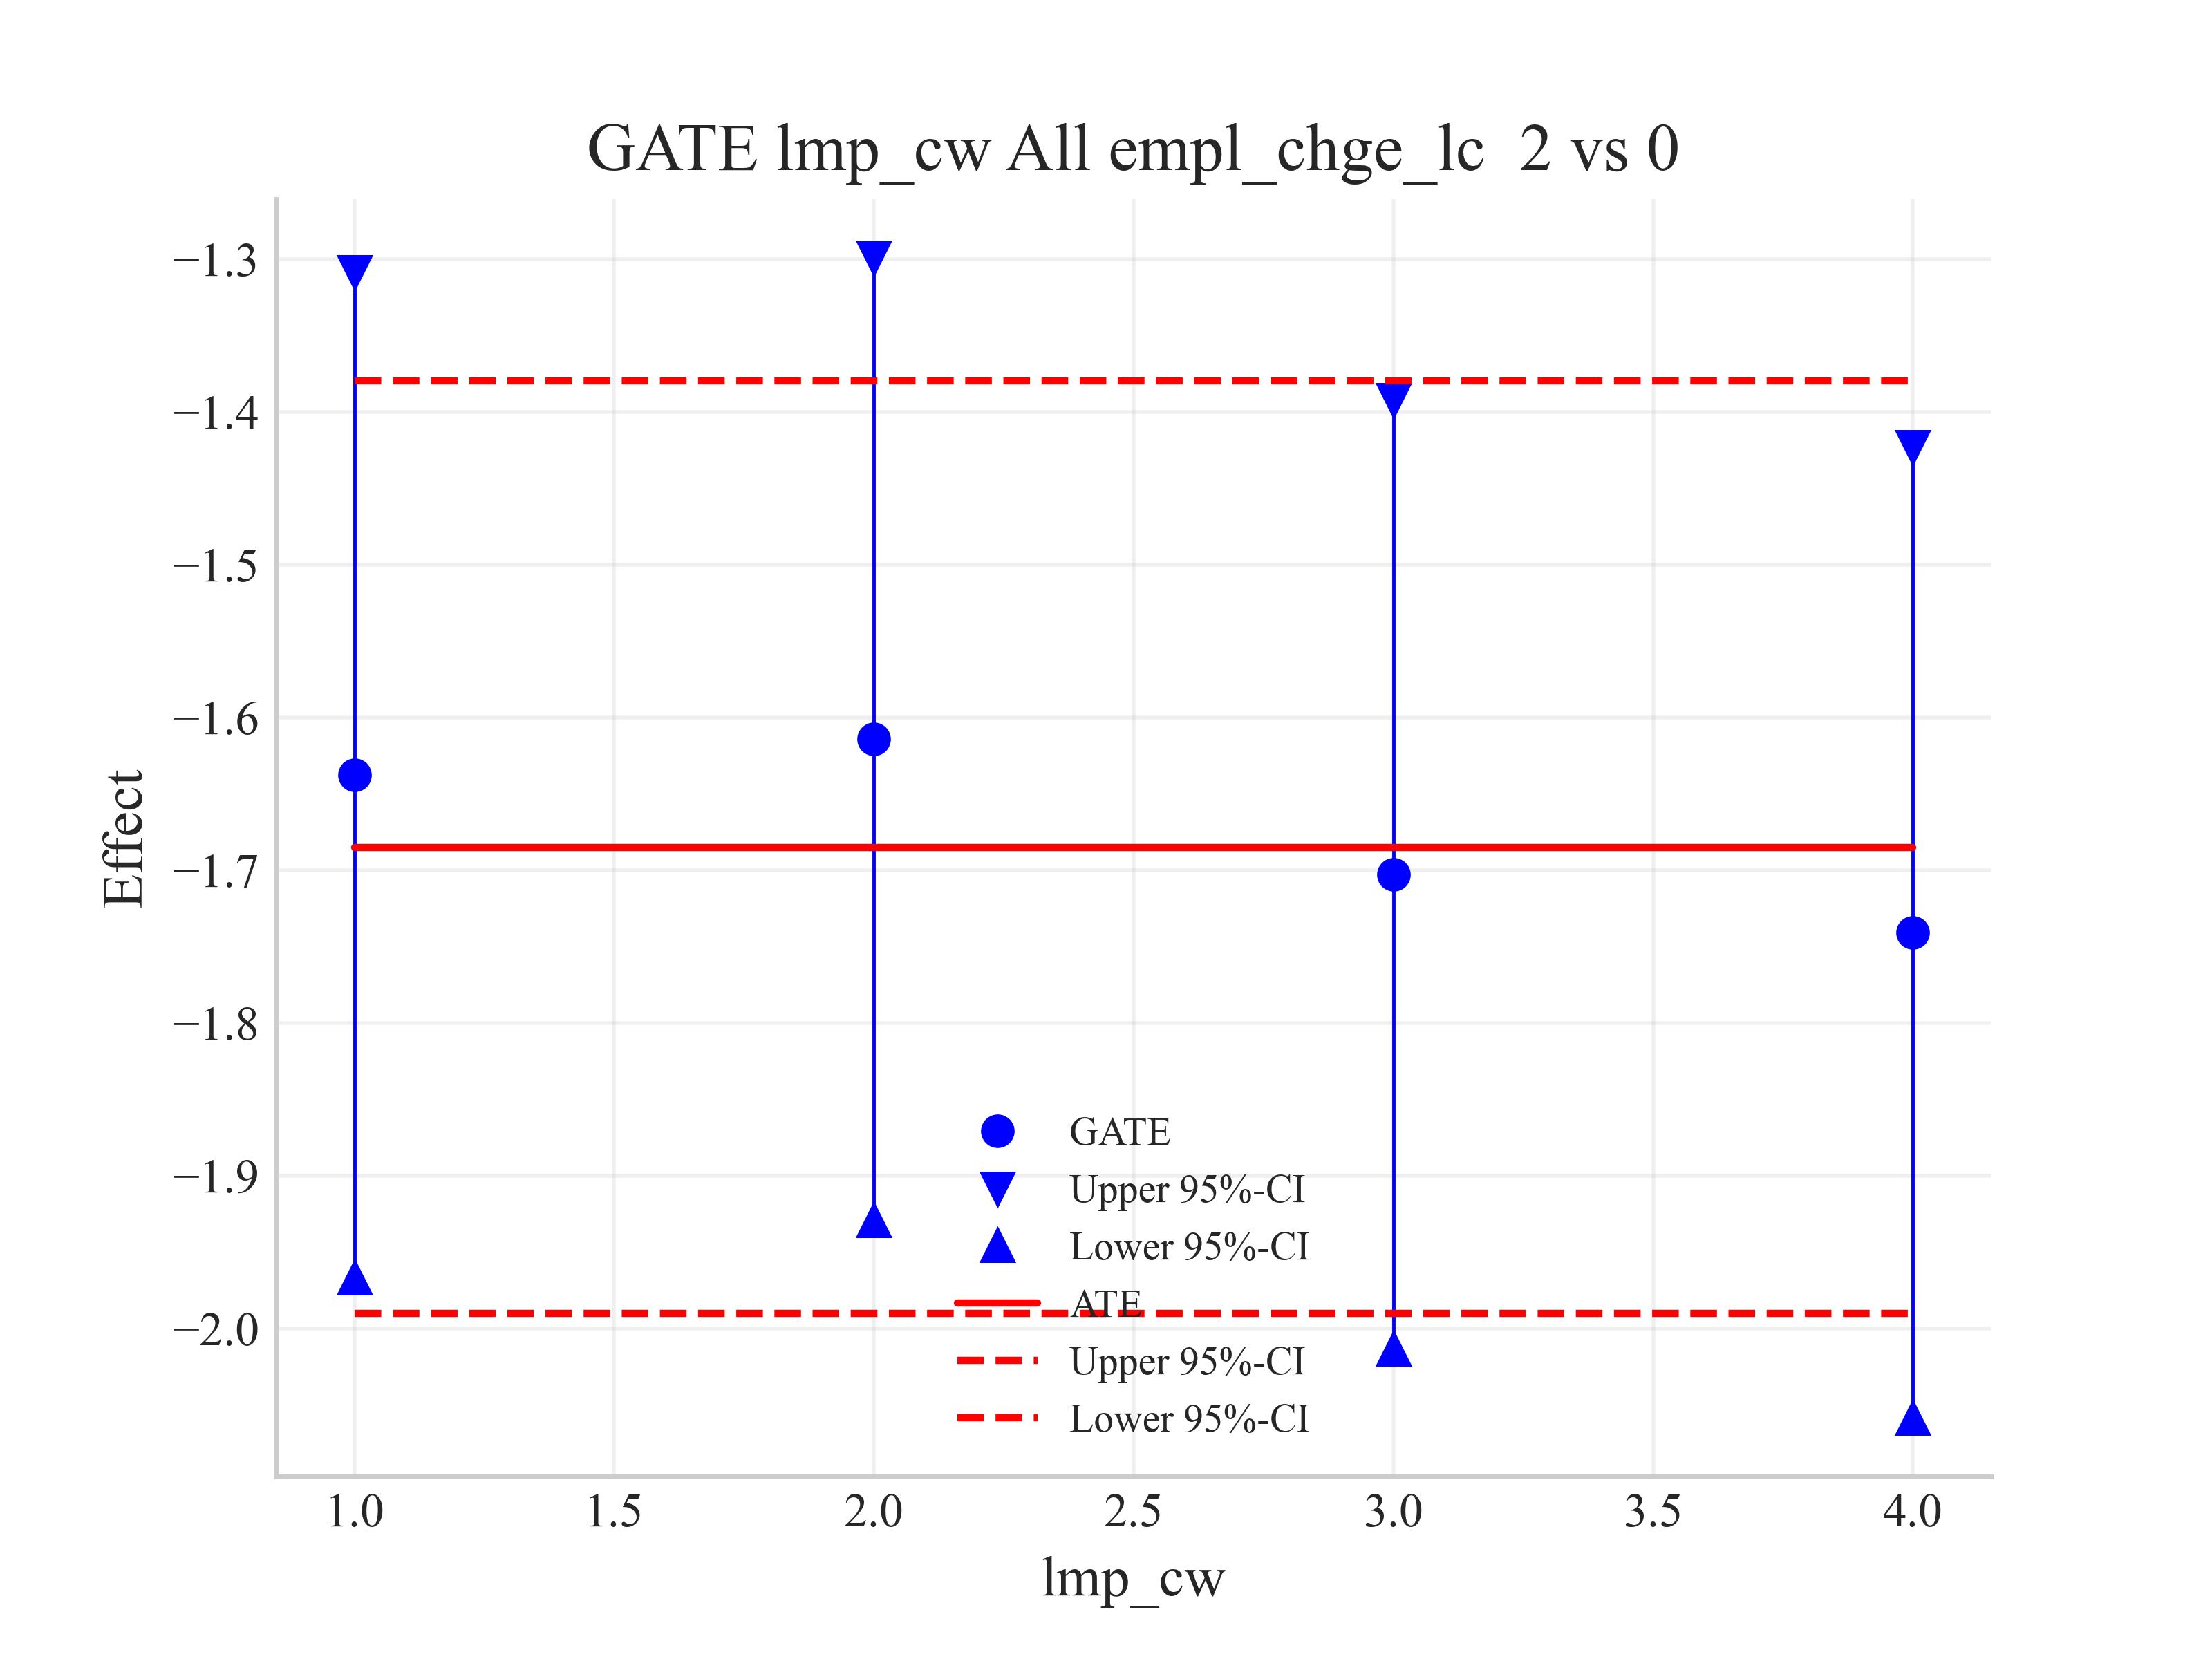 GATE lmp_cw All empl_chge_lc  2 vs 0
Effect
−1.3
−1.4
−1.5
−1.6
−1.7
−1.8
−1.9
−2.0
GATE
Upper 95%-CI
Lower 95%-CI
ATE
Upper 95%-CI
Lower 95%-CI
1.0 1.5 2.0 2.5 3.0 3.5 4.0
lmp_cw